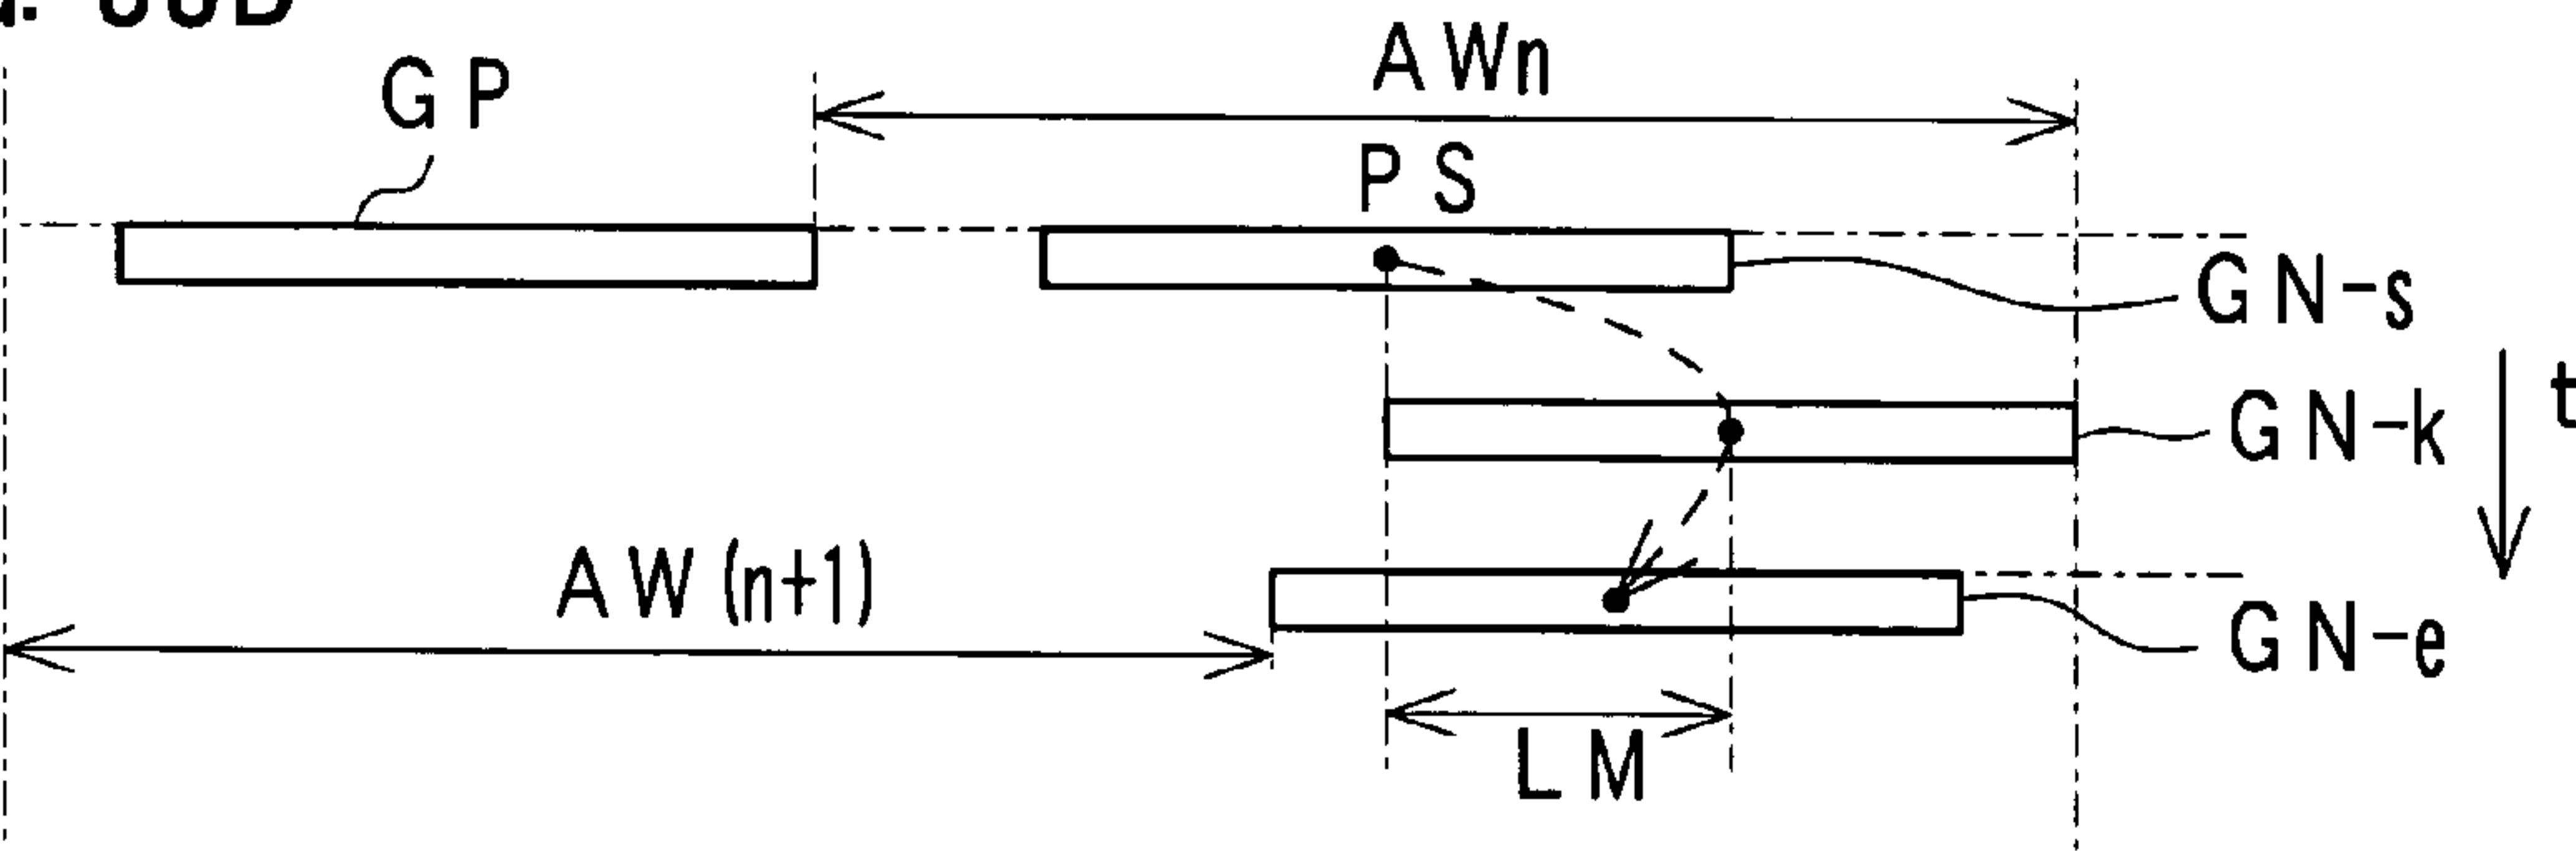 GP
AWn
PS
GN-s
GN-k
t
AW(n+1)
GN-e
LM